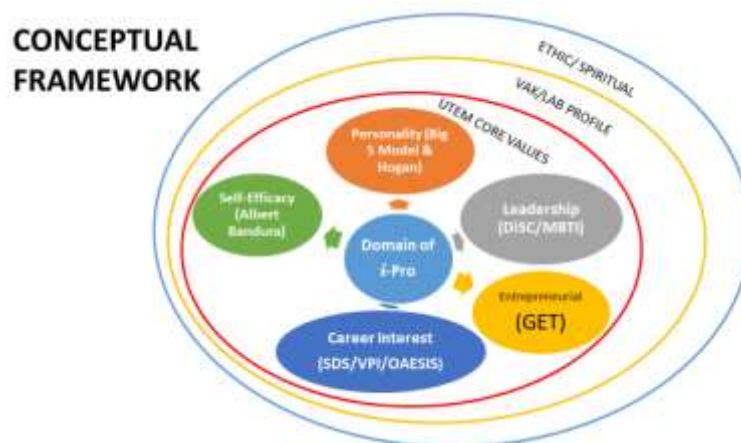 CONCEPTUAL
FRAMEWORK
ETHIC/ SPIRITUAL
VAK/LAB PROFILE
UTEM CORE VALUES
Personality (Big
5 Model &
Hogan)
Self-Efficacy
(Albert
Bandura)
Leadership
(DISC/MBTI)
Domain of
i-Pro
Entrepreneurial
(GET)
Career Interest
(SDS/VPI/OAESIS)